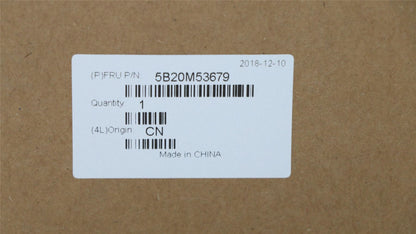 2018-12-10
(P)FRU P/N 5B20M53679
Quantity 1
(4L)Origin CN
Made in CHINA